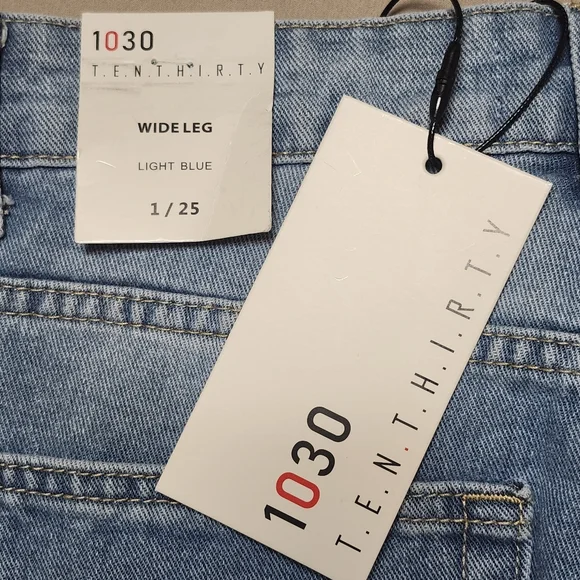 1030
T.E.N.T.H.I.R.T.Y
WIDE LEG
LIGHT BLUE
1 / 25
1030
T.E.N.T.H.I.R.T.Y